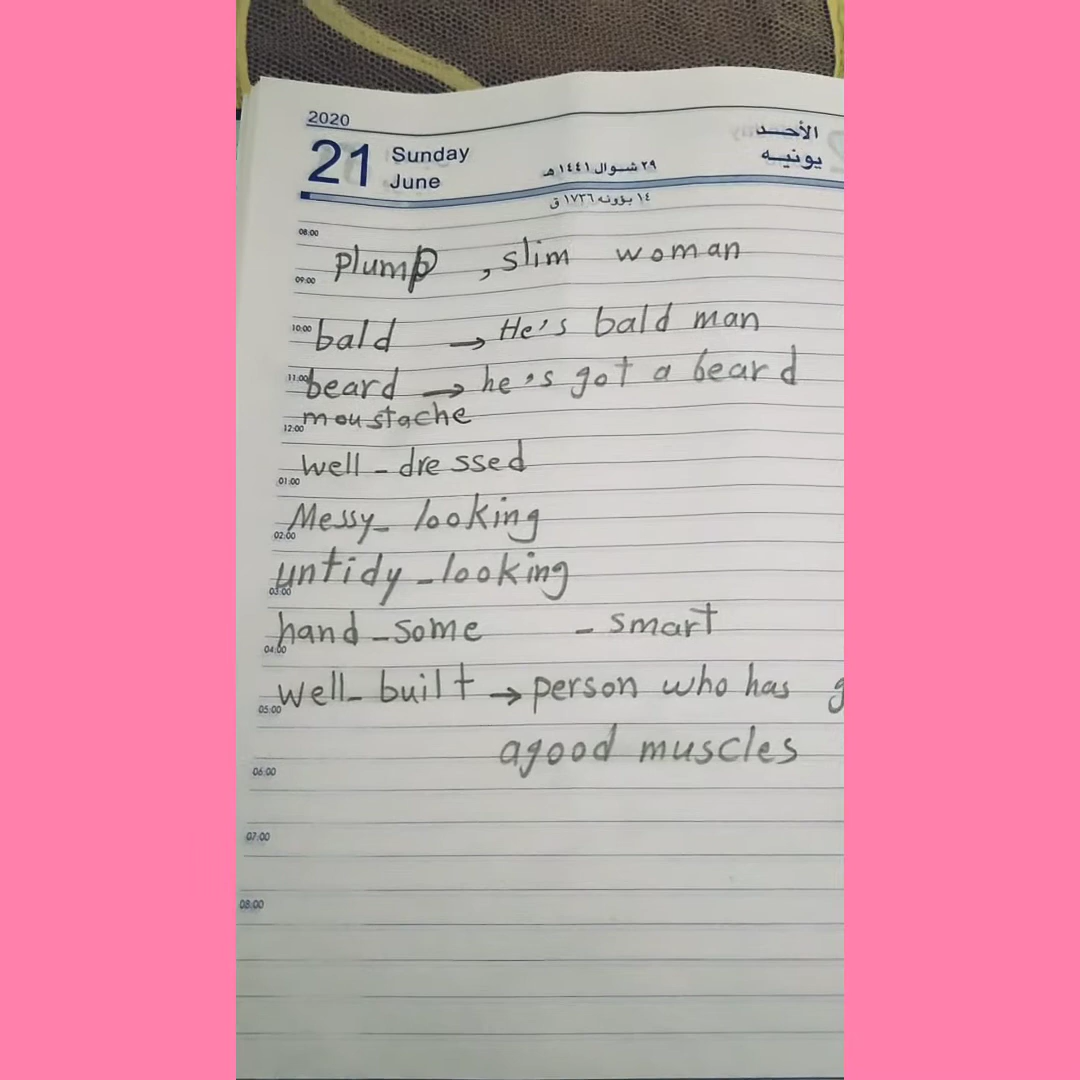 2020
21 Sunday
June
٢٩ شوال ١٤٤١هـ
١٤ بؤونه ١٧٣٦ ق
الأحد
يونيه
08:00
plump , slim woman
09:00
10:00 bald → He's bald man
11:00 beard → he's got a beard
moustache
12:00
well - dressed
01:00
Messy - looking
02:00
untidy - looking
03:00
hand - some - smart
04:00
well - built → person who has g
05:00
agood muscles
06:00
07:00
08:00